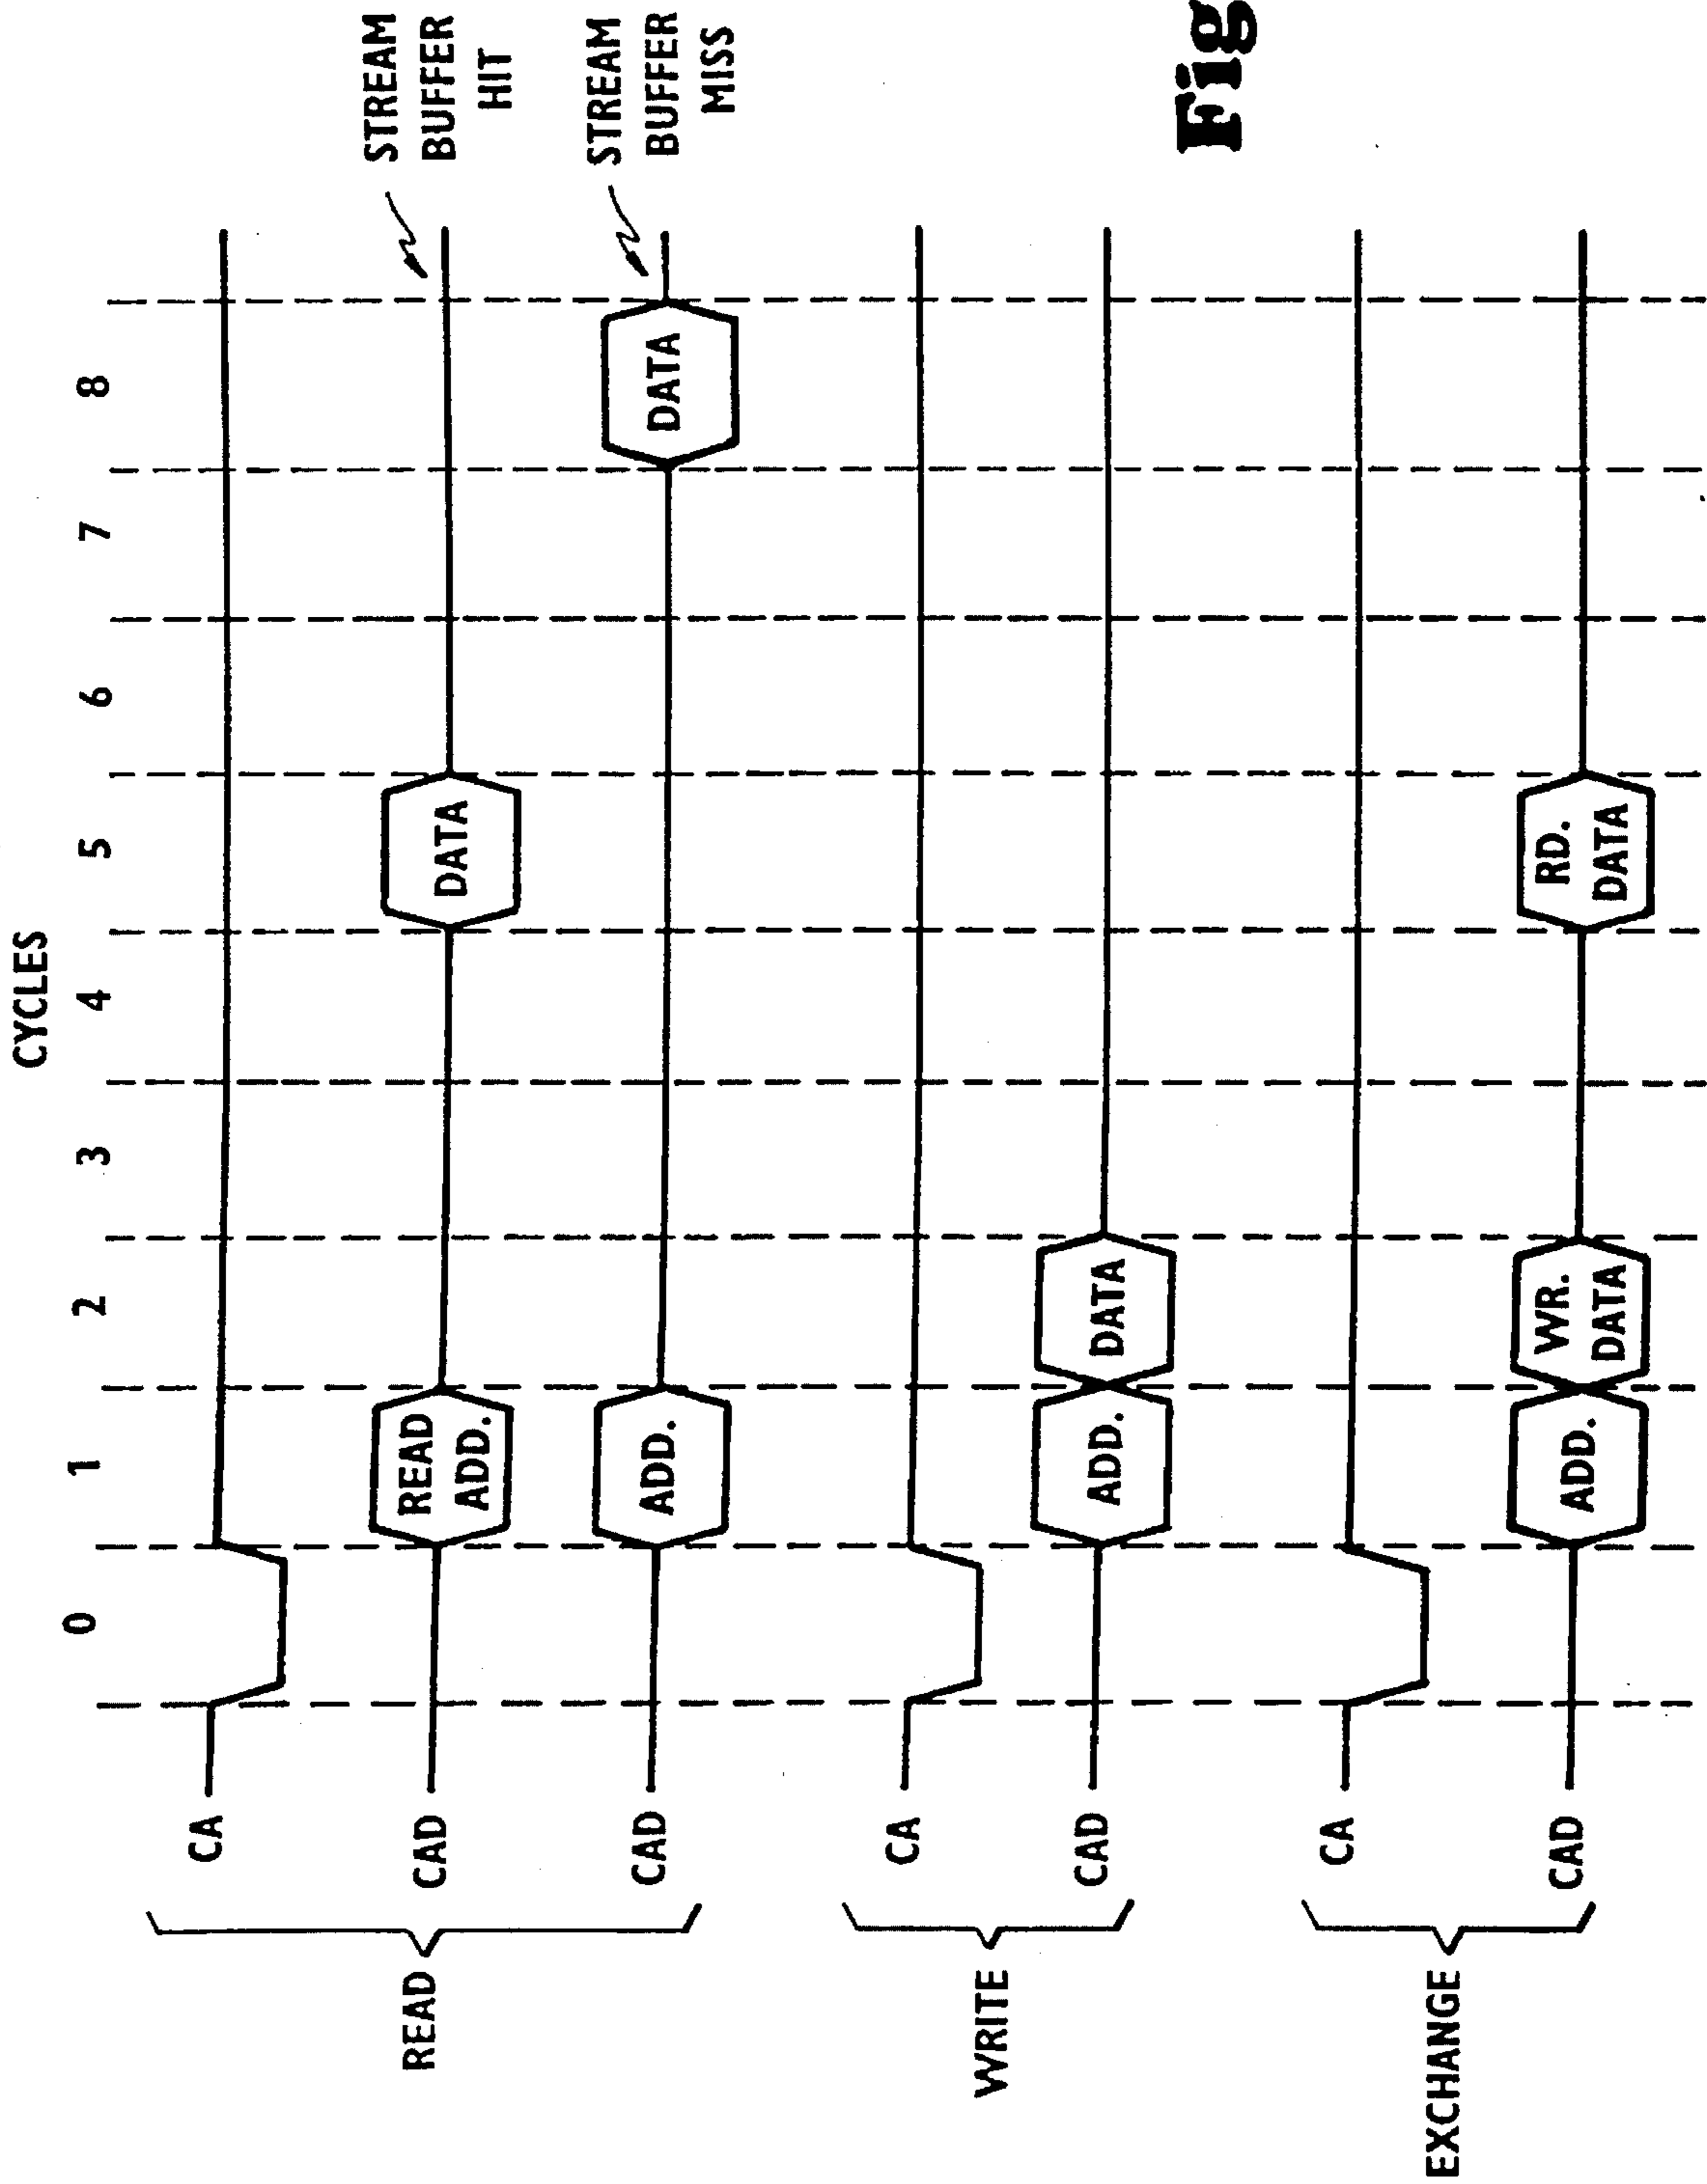 CYCLES
0 1 2 3 4 5 6 7 8
CA
READ
CAD
READ
ADD.
DATA
STREAM
BUFFER
HIT
CAD
ADD.
DATA
STREAM
BUFFER
MISS
CA
WRITE
CAD
ADD.
DATA
CA
EXCHANGE
CAD
ADD.
WR.
DATA
RD.
DATA
Fig